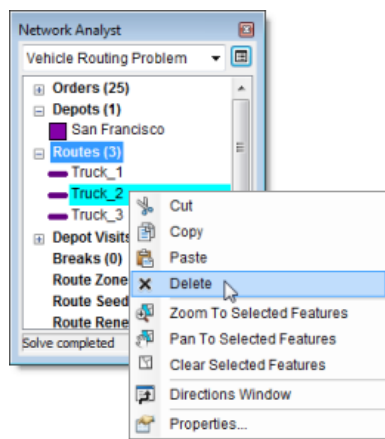 Network Analyst
Vehicle Routing Problem
Orders (25)
Depots (1)
San Francisco
Routes (3)
Truck_1
Truck_2
Truck_3
Depot Visits
Breaks (0)
Route Zone
Route Seed
Route Rene
Solve completed
Cut
Copy
Paste
Delete
Zoom To Selected Features
Pan To Selected Features
Clear Selected Features
Directions Window
Properties...